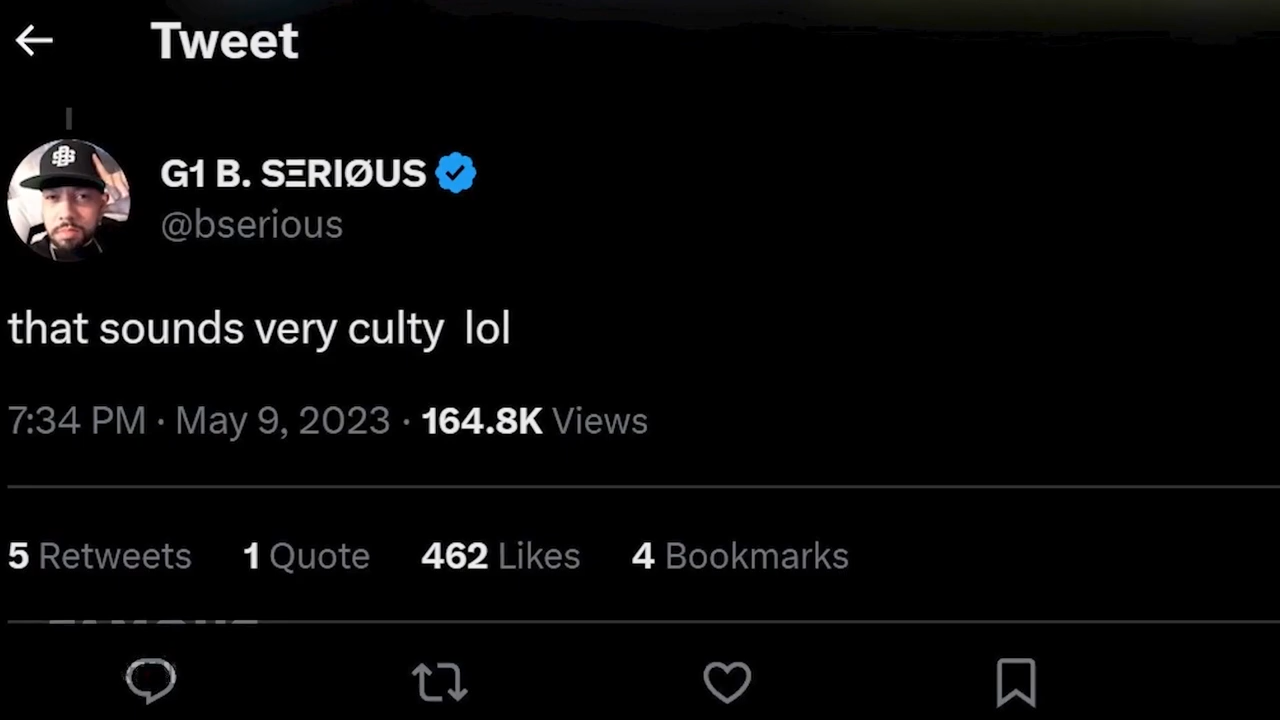 Tweet
G1 B. SΞRIØUS
@bserious
that sounds very culty lol
7:34 PM · May 9, 2023 · 164.8K Views
5 Retweets 1 Quote 462 Likes 4 Bookmarks